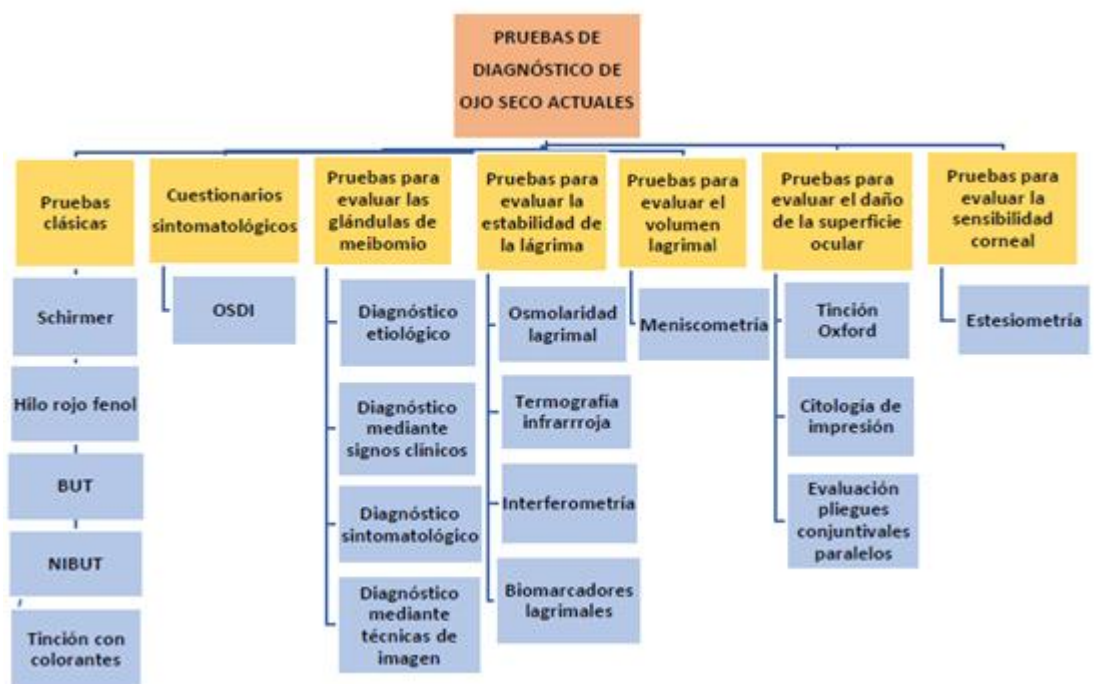 PRUEBAS DE
DIAGNÓSTICO DE
OJO SECO ACTUALES
Pruebas
clásicas
Schirmer
Hilo rojo fenol
BUT
NIBUT
Tinción con
colorantes
Cuestionarios
sintomatológicos
OSDI
Pruebas para
evaluar las
glándulas de
meibomio
Diagnóstico
etiológico
Diagnóstico
mediante
signos clínicos
Diagnóstico
sintomatológico
Diagnóstico
mediante
técnicas de
imagen
Pruebas para
evaluar la
estabilidad de
la lágrima
Osmolaridad
lagrimal
Termografía
infrarrroja
Interferometría
Biomarcadores
lagrimales
Pruebas para
evaluar el
volumen
lagrimal
Meniscometría
Pruebas para
evaluar el daño
de la superficie
ocular
Tinción
Oxford
Citología de
impresión
Evaluación
pliegues
conjuntivales
paralelos
Pruebas para
evaluar la
sensibilidad
corneal
Estesiometría